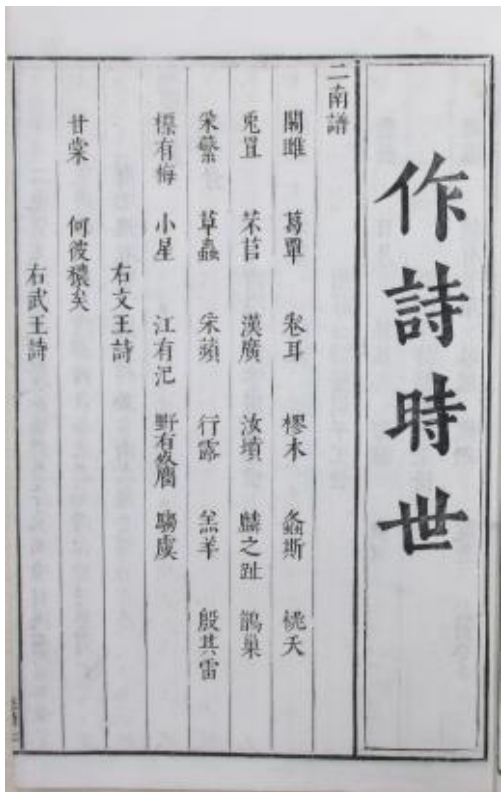 作詩時世
二南譜
關雎 葛覃 卷耳 樛木 螽斯 桃夭
兎罝 芣苢 漢廣 汝墳 麟之趾 鵲巢
采蘩 草蟲 采蘋 行露 羔羊 殷其雷
摽有梅 小星 江有汜 野有死麕 騶虞
右文王詩
甘棠 何彼穠矣
右武王詩